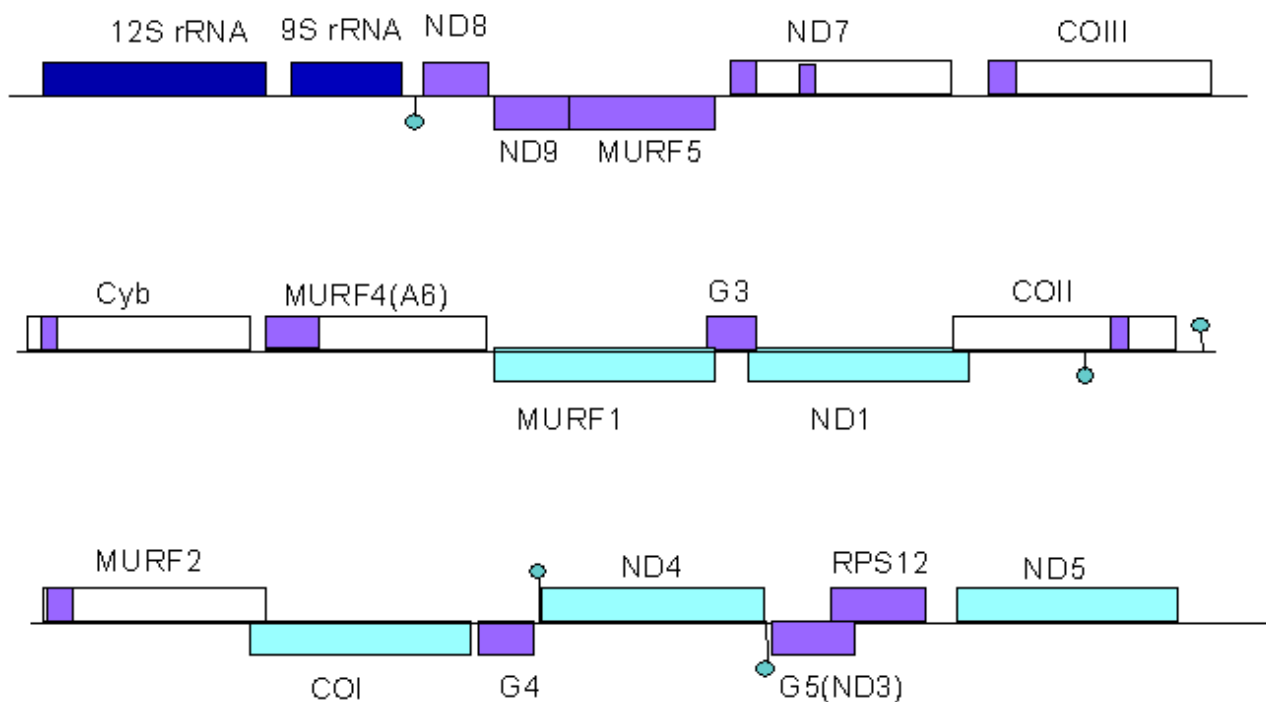 12S rRNA 9S rRNA ND8 ND7 COIII
ND9 MURF5
Cyb MURF4(A6) G3 COII
MURF1 ND1
MURF2 ND4 RPS12 ND5
COI G4 G5(ND3)